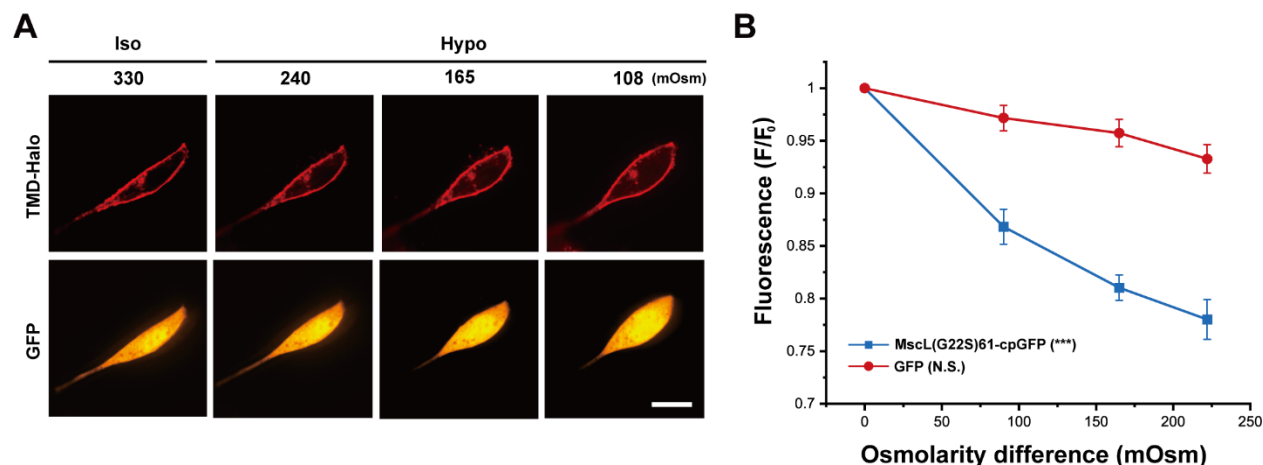 A
Iso
Hypo
330
240
165
108 (mOsm)
TMD-Halo
GFP
B
Fluorescence (F/F₀)
1
0.95
0.9
0.85
0.8
0.75
0.7
MscL(G22S)61-cpGFP (***)
GFP (N.S.)
0
50
100
150
200
250
Osmolarity difference (mOsm)